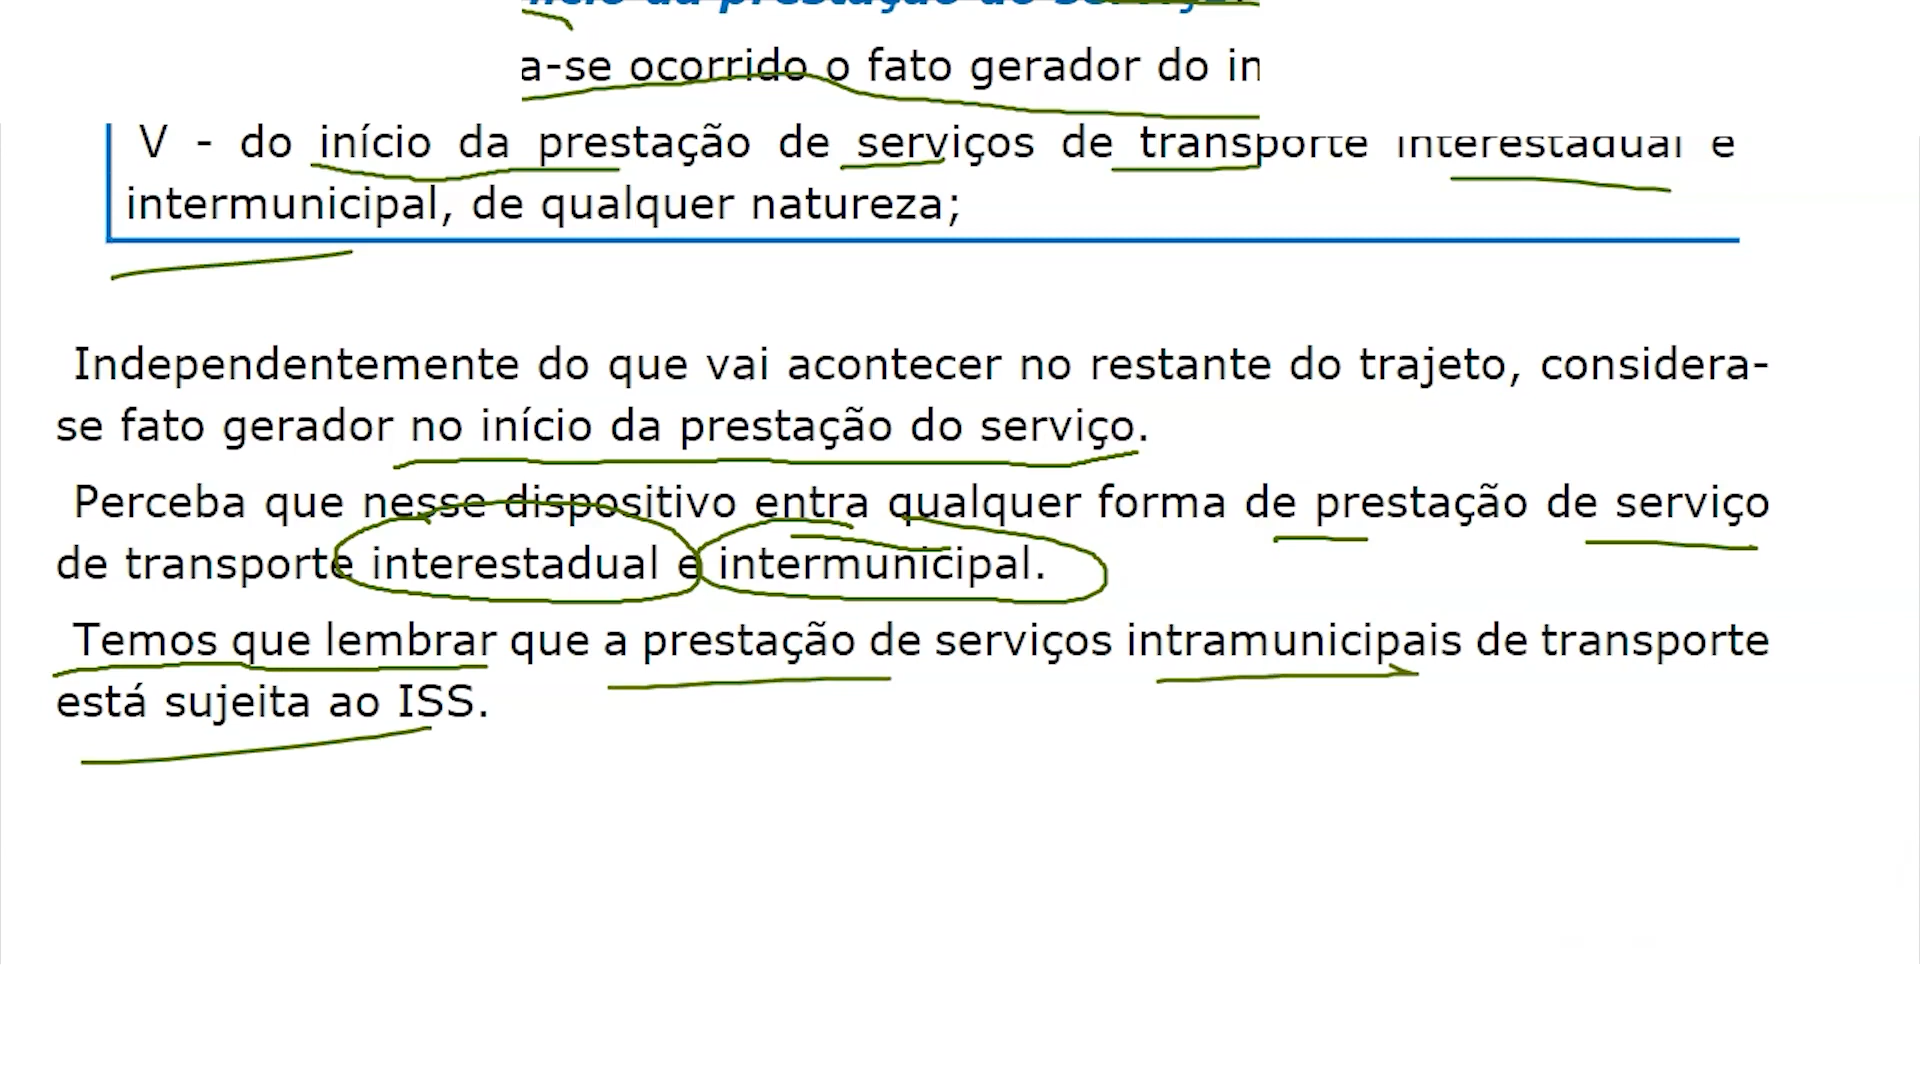 da prestação do
a-se ocorrido o fato gerador do
V - do início da prestação de serviços de transporte interestadual e
intermunicipal, de qualquer natureza;
Independentemente do que vai acontecer no restante do trajeto, considera-
se fato gerador no início da prestação do serviço.
Perceba que nesse dispositivo entra qualquer forma de prestação de serviço
de transporte interestadual e intermunicipal.
Temos que lembrar que a prestação de serviços intramunicipais de transporte
está sujeita ao ISS.